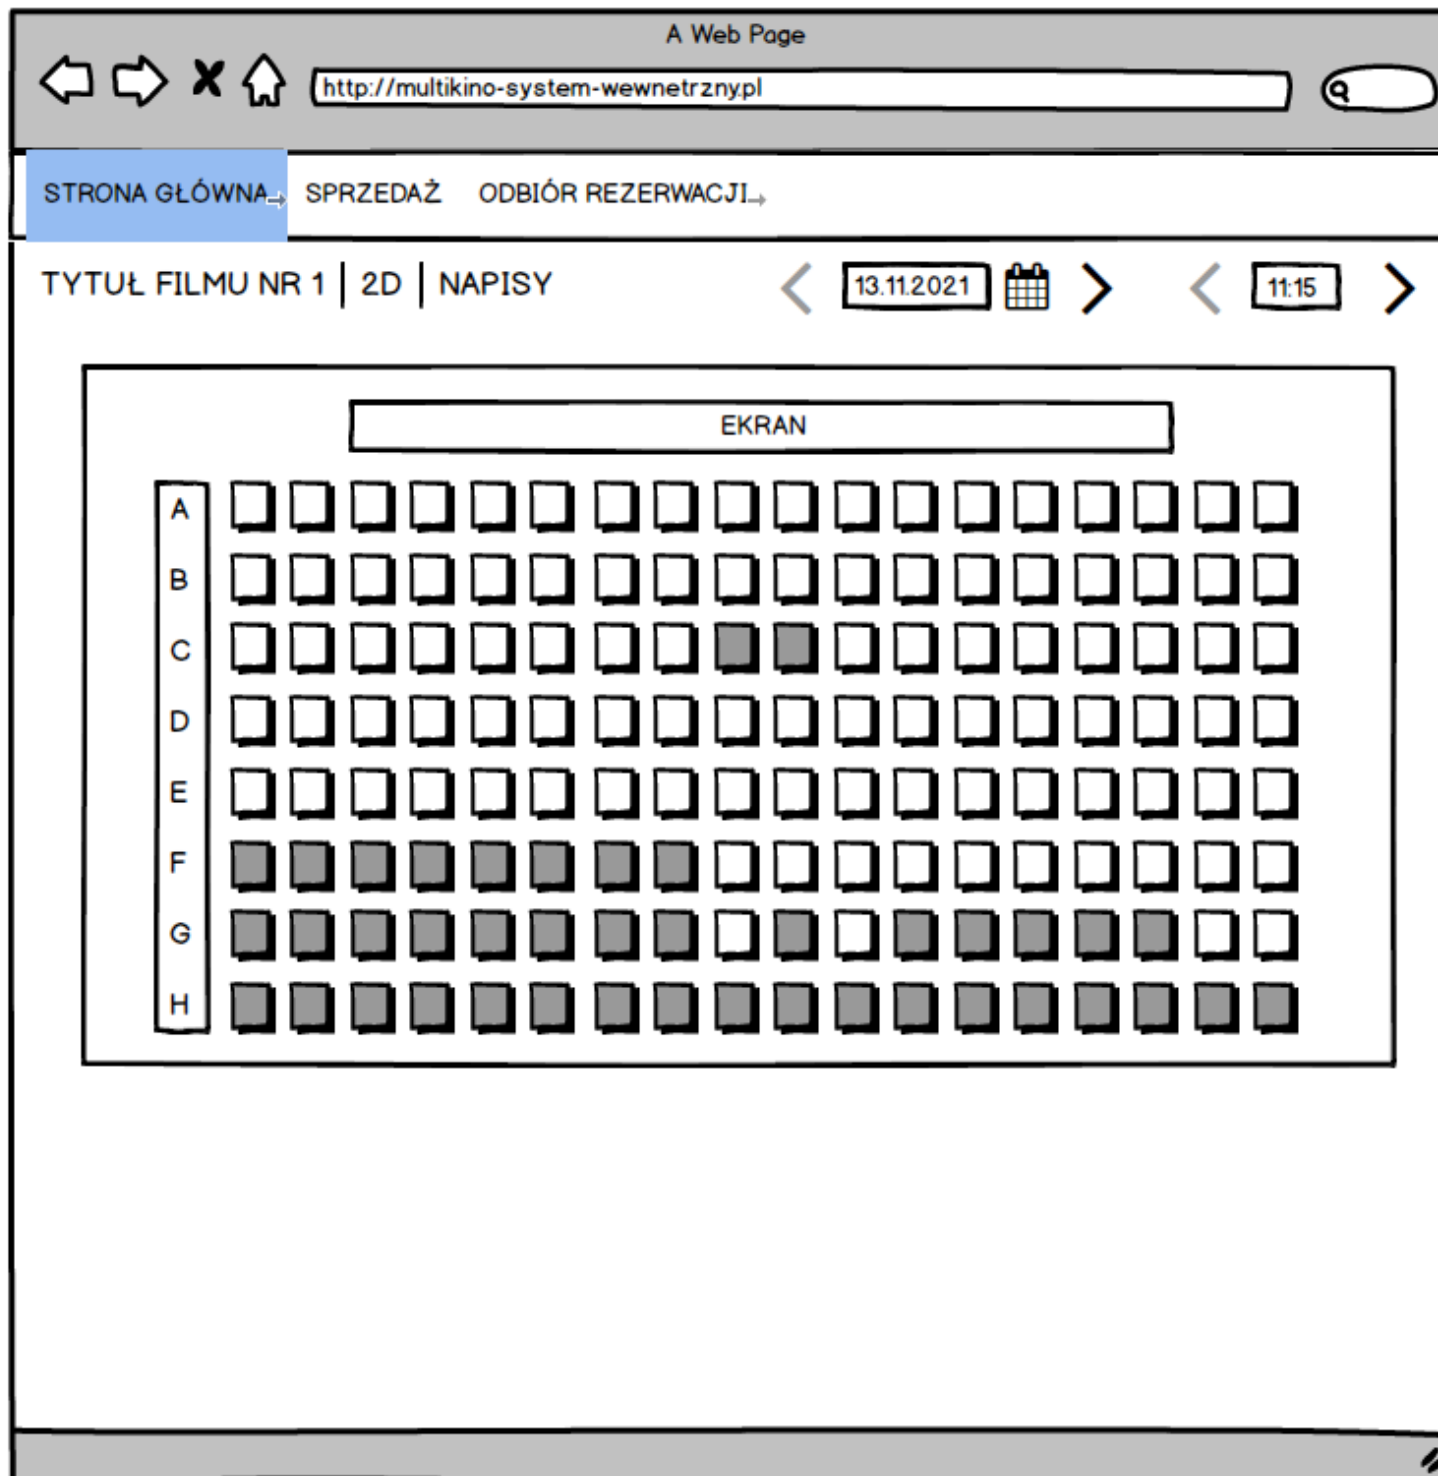 A Web Page
http://multikino-system-wewnetrzny.pl
STRONA GŁÓWNA SPRZEDAŻ ODBIÓR REZERWACJI
TYTUŁ FILMU NR 1 | 2D | NAPISY 13.11.2021 11:15
EKRAN
A
B
C
D
E
F
G
H